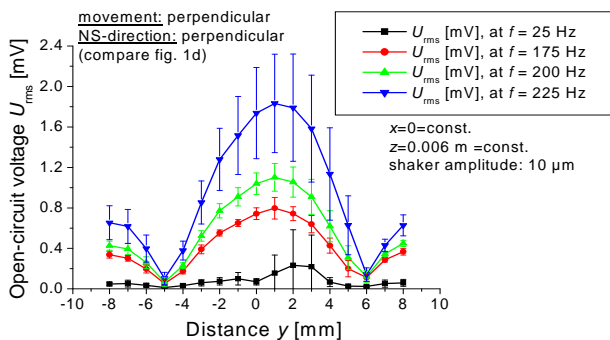 movement: perpendicular
NS-direction: perpendicular
(compare fig. 1d)
U_rms [mV], at f = 25 Hz
U_rms [mV], at f = 175 Hz
U_rms [mV], at f = 200 Hz
U_rms [mV], at f = 225 Hz
x=0=const.
z=0.006 m =const.
shaker amplitude: 10 µm
Open-circuit voltage U_rms [mV]
2.4
2.0
1.6
1.2
0.8
0.4
0.0
-10 -8 -6 -4 -2 0 2 4 6 8 10
Distance y [mm]